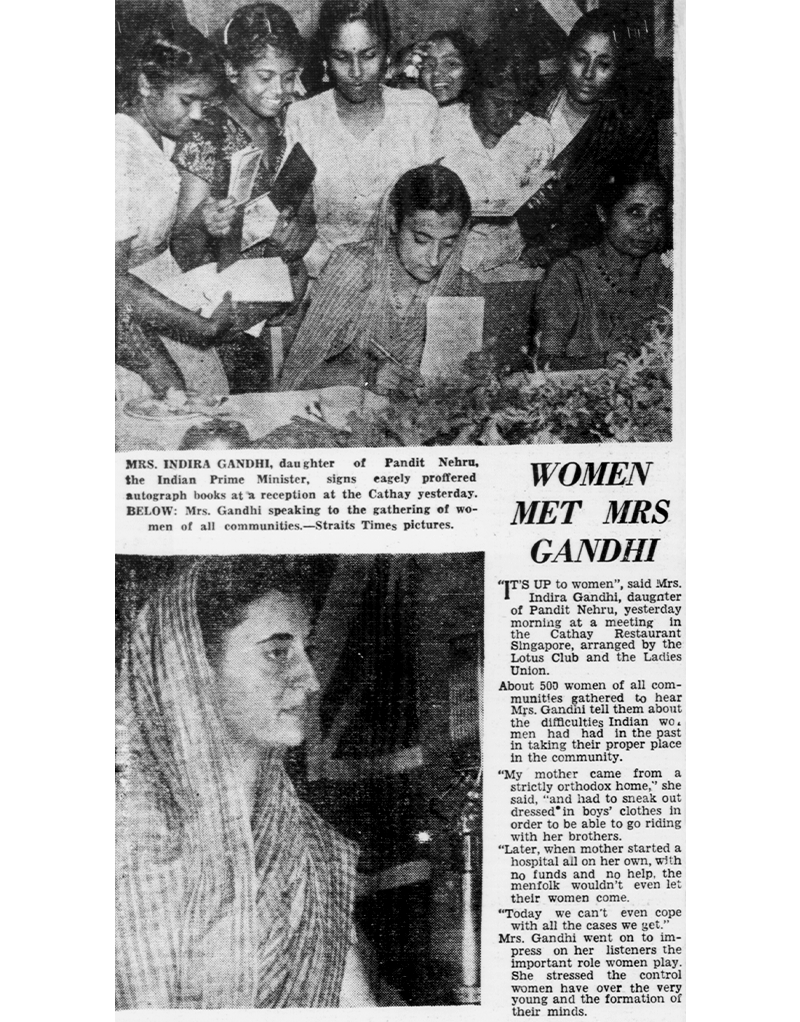 MRS. INDIRA GANDHI, daughter of Pandit Nehru,
the Indian Prime Minister, signs eagely proffered
autograph books at a reception at the Cathay yesterday.
BELOW: Mrs. Gandhi speaking to the gathering of wo-
men of all communities.—Straits Times pictures.
WOMEN
MET MRS
GANDHI
"IT'S UP to women", said Mrs.
Indira Gandhi, daugnter
of Pandit Nehru, yesterday
morning at a meeting in
the Cathay Restaurant
Singapore, arranged by the
Lotus Club and the Ladies
Union.
About 500 women of all com-
munities gathered to hear
Mrs. Gandhi tell them about
the difficulties Indian wo-
men had had in the past
in taking their proper place
in the community.
"My mother came from a
strictly orthodox home," she
said, "and had to sneak out
dressed in boys' clothes in
order to be able to go riding
with her brothers.
"Later, when mother started a
hospital all on her own, with
no funds and no help, the
menfolk wouldn't even let
their women come.
"Today we can't even cope
with all the cases we get."
Mrs. Gandhi went on to im-
press on her listeners the
important role women play.
She stressed the control
women have over the very
young and the formation of
their minds.